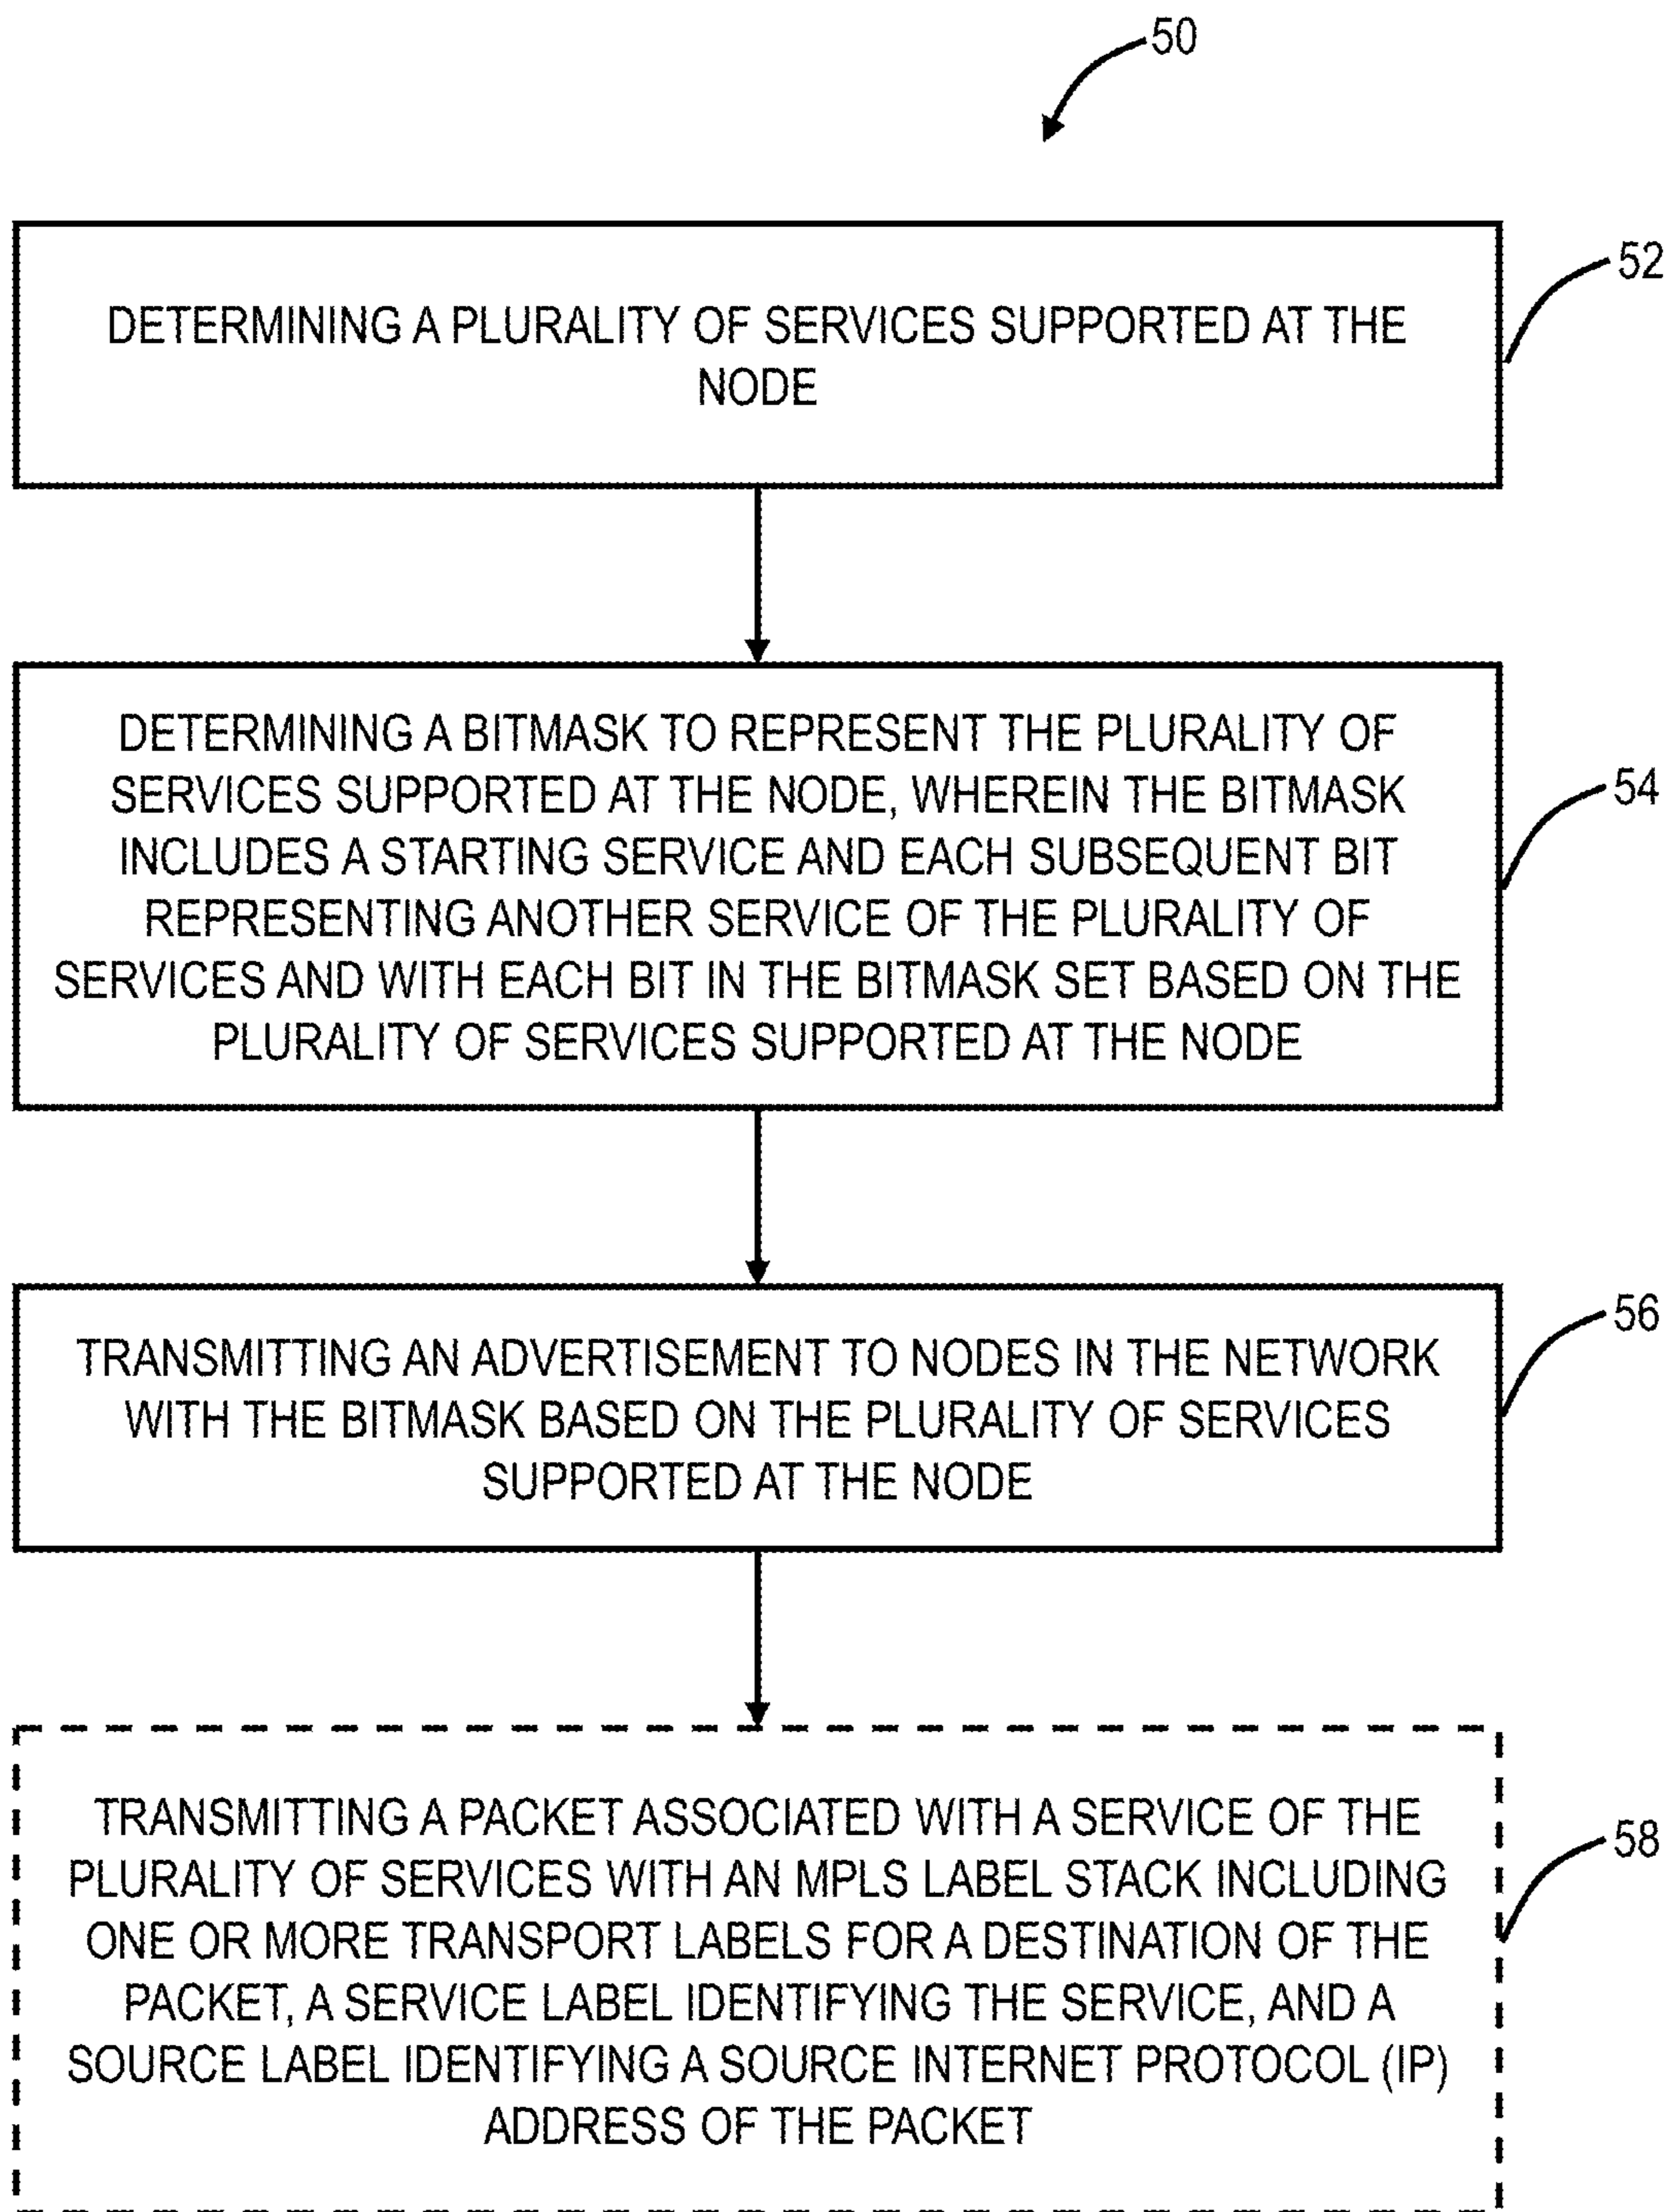 50
DETERMINING A PLURALITY OF SERVICES SUPPORTED AT THE
NODE
52
DETERMINING A BITMASK TO REPRESENT THE PLURALITY OF
SERVICES SUPPORTED AT THE NODE, WHEREIN THE BITMASK
INCLUDES A STARTING SERVICE AND EACH SUBSEQUENT BIT
REPRESENTING ANOTHER SERVICE OF THE PLURALITY OF
SERVICES AND WITH EACH BIT IN THE BITMASK SET BASED ON THE
PLURALITY OF SERVICES SUPPORTED AT THE NODE
54
TRANSMITTING AN ADVERTISEMENT TO NODES IN THE NETWORK
WITH THE BITMASK BASED ON THE PLURALITY OF SERVICES
SUPPORTED AT THE NODE
56
TRANSMITTING A PACKET ASSOCIATED WITH A SERVICE OF THE
PLURALITY OF SERVICES WITH AN MPLS LABEL STACK INCLUDING
ONE OR MORE TRANSPORT LABELS FOR A DESTINATION OF THE
PACKET, A SERVICE LABEL IDENTIFYING THE SERVICE, AND A
SOURCE LABEL IDENTIFYING A SOURCE INTERNET PROTOCOL (IP)
ADDRESS OF THE PACKET
58